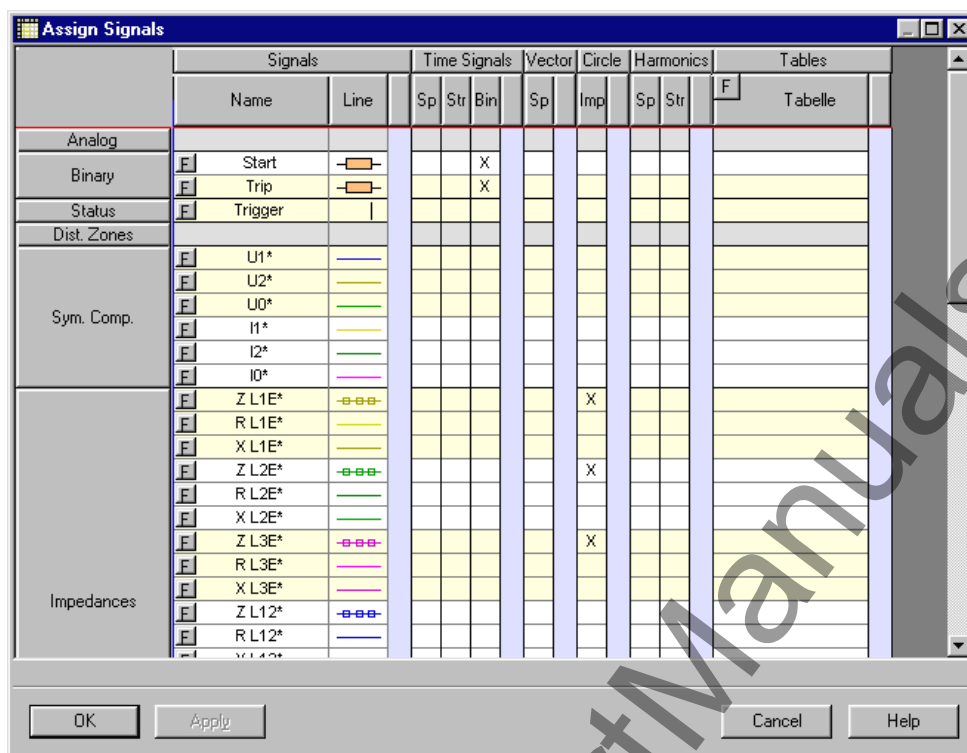 Assign Signals
Signals Time Signals Vector Circle Harmonics Tables
Name Line Sp Str Bin Sp Imp Sp Str F Tabelle
Analog
Binary
F Start X
F Trip X
Status F Trigger
Dist. Zones
Sym. Comp.
F U1*
F U2*
F U0*
F I1*
F I2*
F I0*
Impedances
F Z L1E* X
F R L1E*
F X L1E*
F Z L2E* X
F R L2E*
F X L2E*
F Z L3E* X
F R L3E*
F X L3E*
F Z L12*
F R L12*
OK Apply Cancel Help